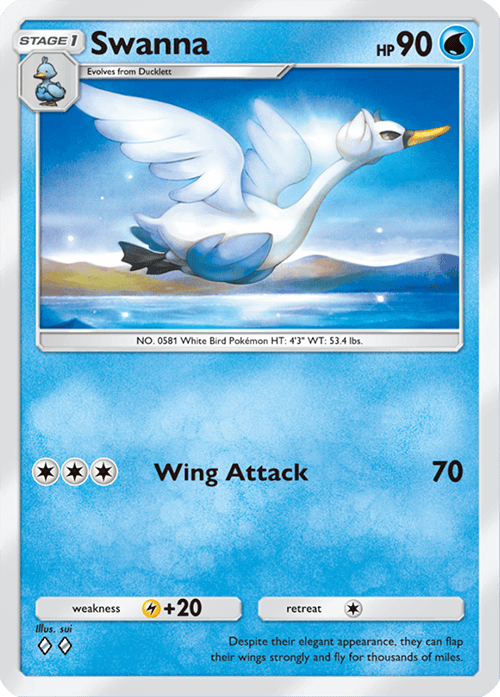 STAGE 1 Swanna HP 90
Evolves from Ducklett
NO. 0581 White Bird Pokémon HT: 4'3" WT: 53.4 lbs.
Wing Attack 70
weakness +20 retreat
Illus. sui
Despite their elegant appearance, they can flap
their wings strongly and fly for thousands of miles.